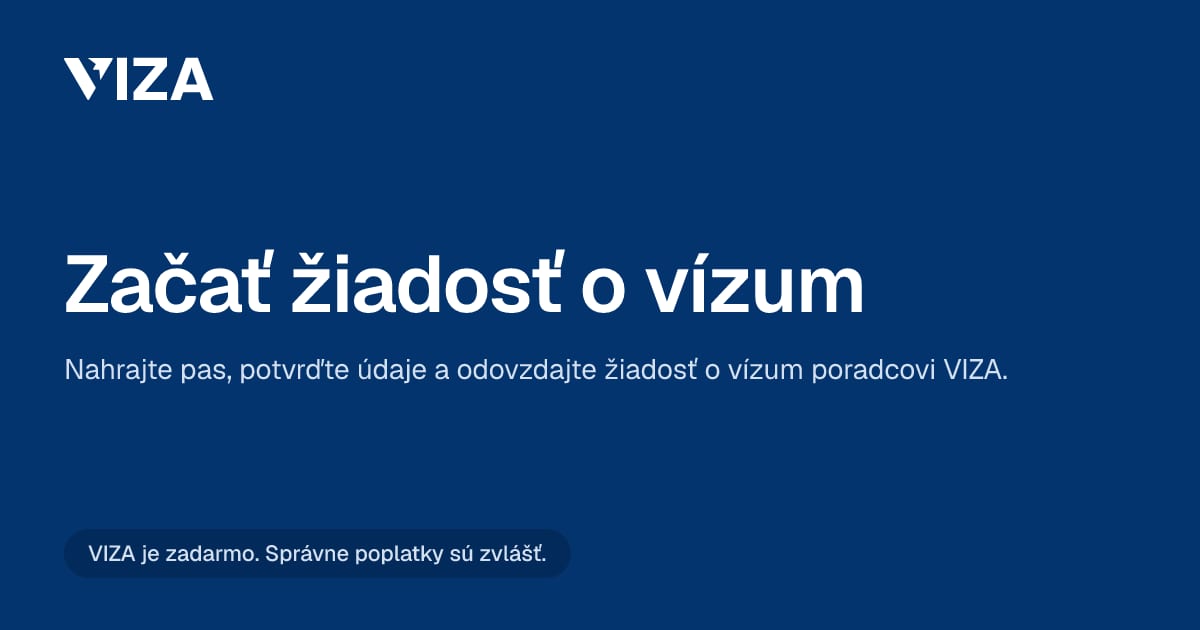 VIZA
Začať žiadosť o vízum
Nahrajte pas, potvrďte údaje a odovzdajte žiadosť o vízum poradcovi VIZA.
VIZA je zadarmo. Správne poplatky sú zvlášť.